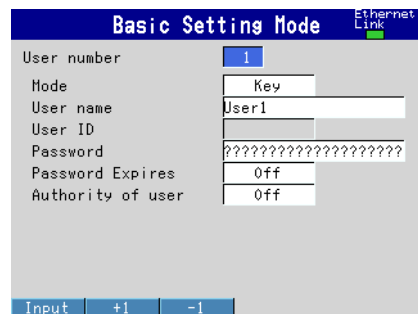 Basic Setting Mode Ethernet Link
User number 1
Mode Key
User name User1
User ID
Password ????????????????????
Password Expires Off
Authority of user Off
Input +1 -1